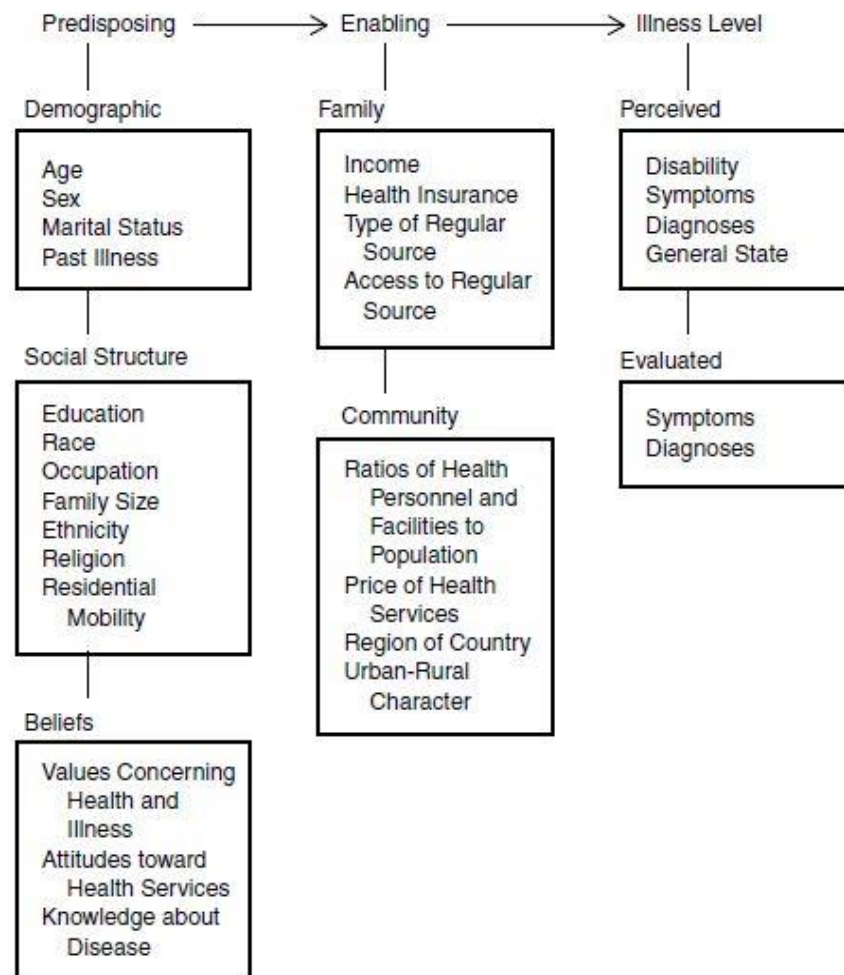 Predisposing
Enabling
Illness Level
Demographic
Age
Sex
Marital Status
Past Illness
Social Structure
Education
Race
Occupation
Family Size
Ethnicity
Religion
Residential
Mobility
Beliefs
Values Concerning
Health and
Illness
Attitudes toward
Health Services
Knowledge about
Disease
Family
Income
Health Insurance
Type of Regular
Source
Access to Regular
Source
Community
Ratios of Health
Personnel and
Facilities to
Population
Price of Health
Services
Region of Country
Urban-Rural
Character
Perceived
Disability
Symptoms
Diagnoses
General State
Evaluated
Symptoms
Diagnoses